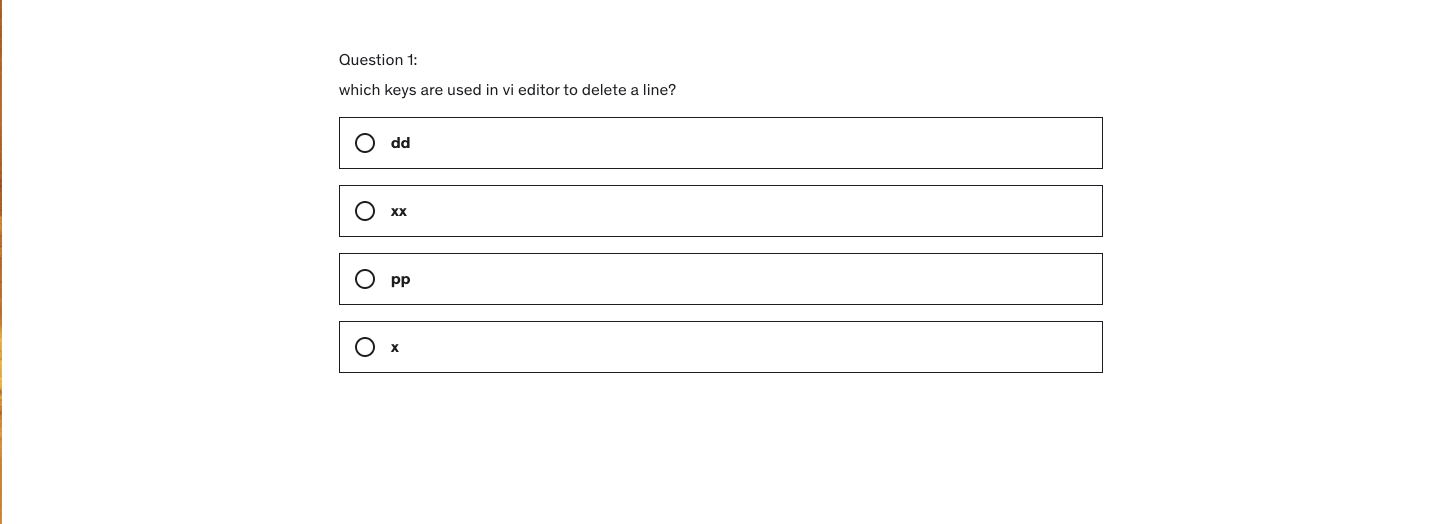 Question 1:
which keys are used in vi editor to delete a line?
dd
xx
pp
x